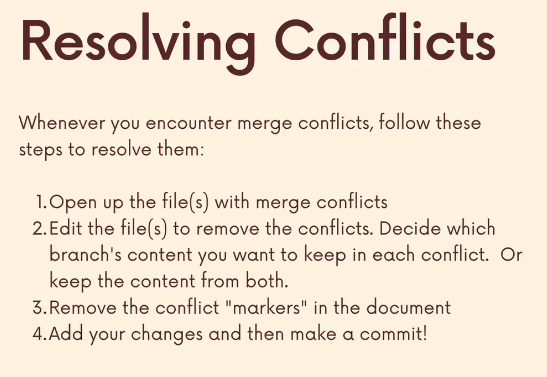 Resolving Conflicts
Whenever you encounter merge conflicts, follow these
steps to resolve them:
1.Open up the file(s) with merge conflicts
2.Edit the file(s) to remove the conflicts. Decide which
branch's content you want to keep in each conflict.  Or
keep the content from both.
3.Remove the conflict "markers" in the document
4.Add your changes and then make a commit!